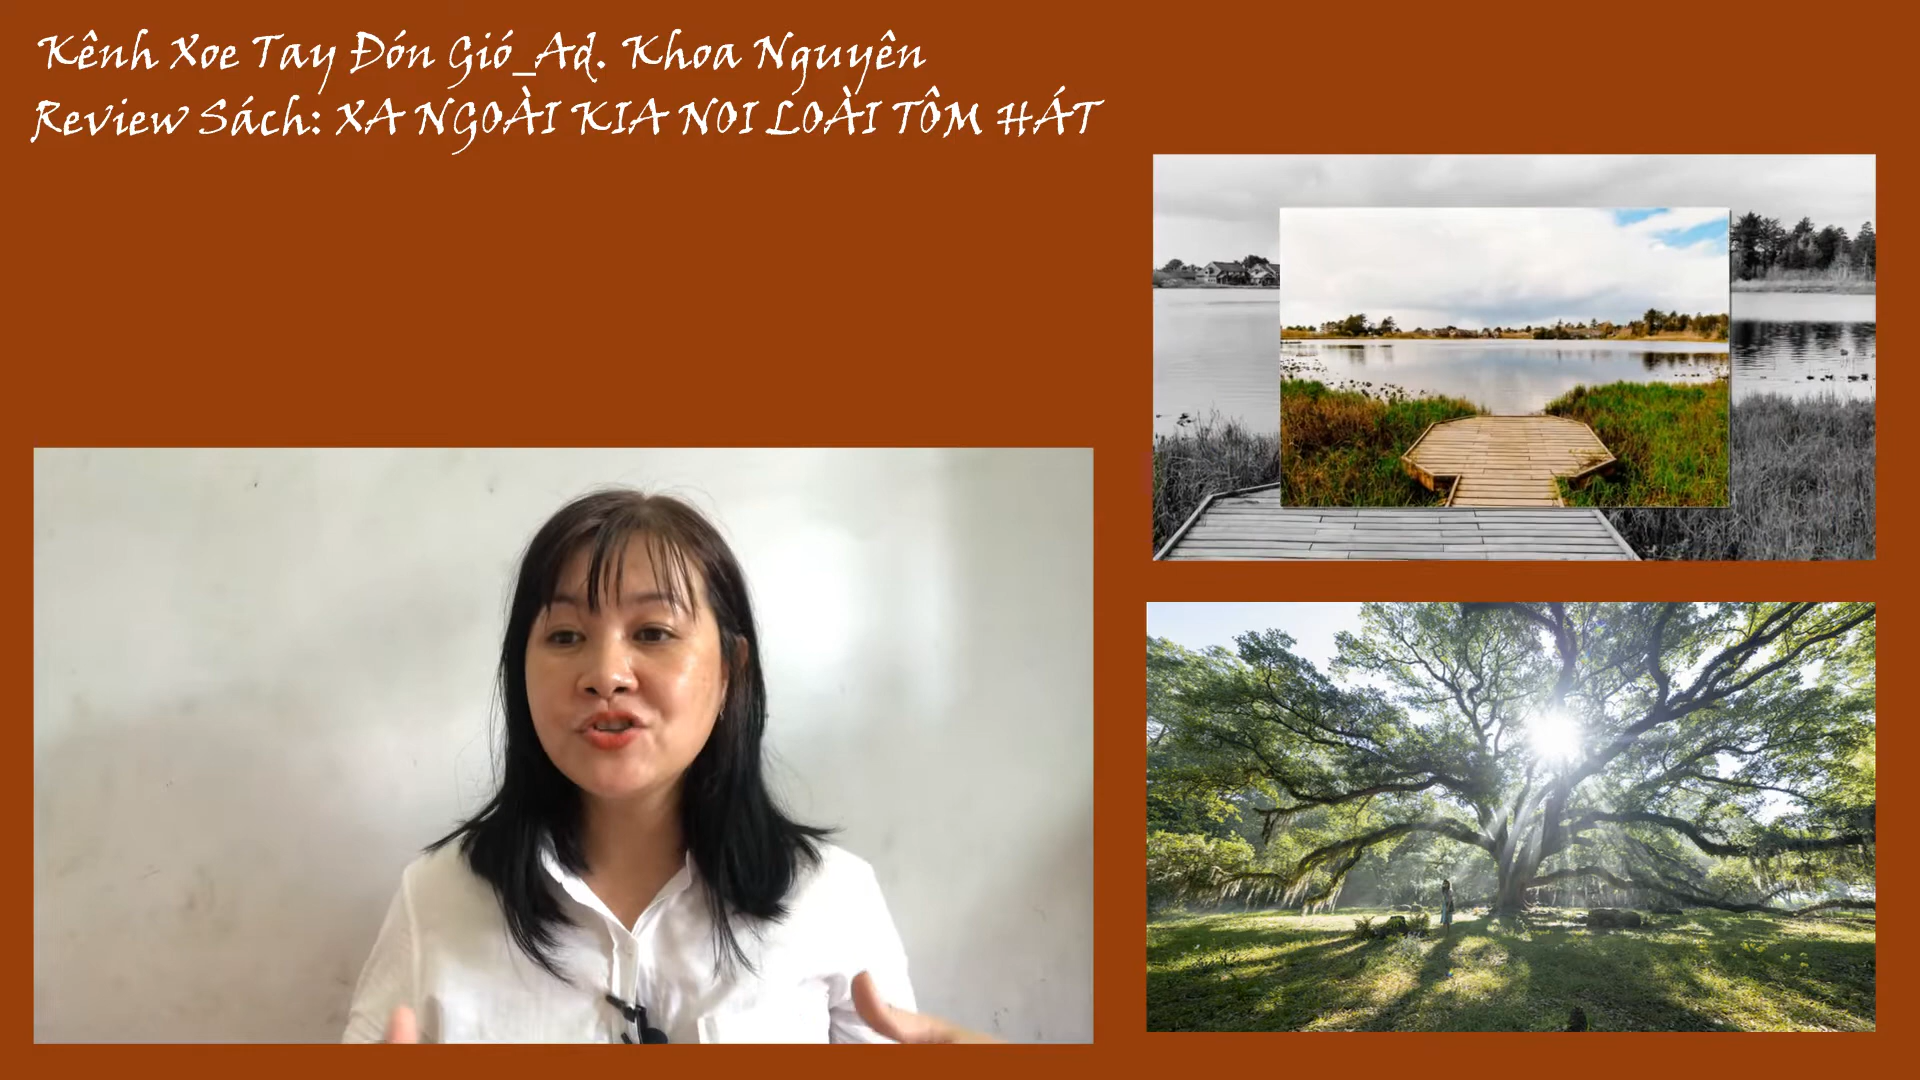 Kênh Xoe Tay Đón Gió_Ad. Khoa Nguyên
Review Sách: XA NGOÀI KIA NOI LOÀI TÔM HÁT